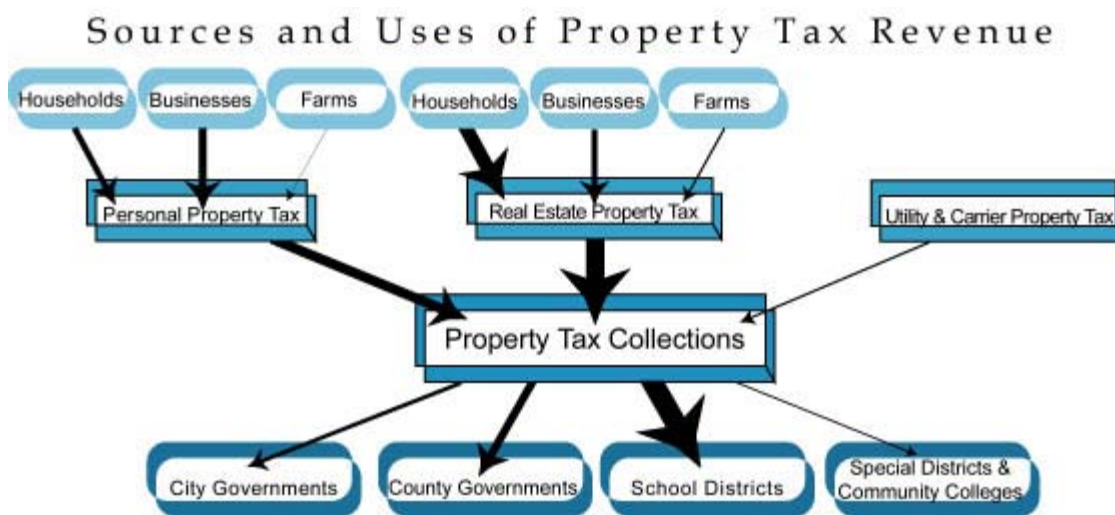 Sources and Uses of Property Tax Revenue
Households
Businesses
Farms
Households
Businesses
Farms
Personal Property Tax
Real Estate Property Tax
Utility & Carrier Property Tax
Property Tax Collections
City Governments
County Governments
School Districts
Special Districts &
Community Colleges